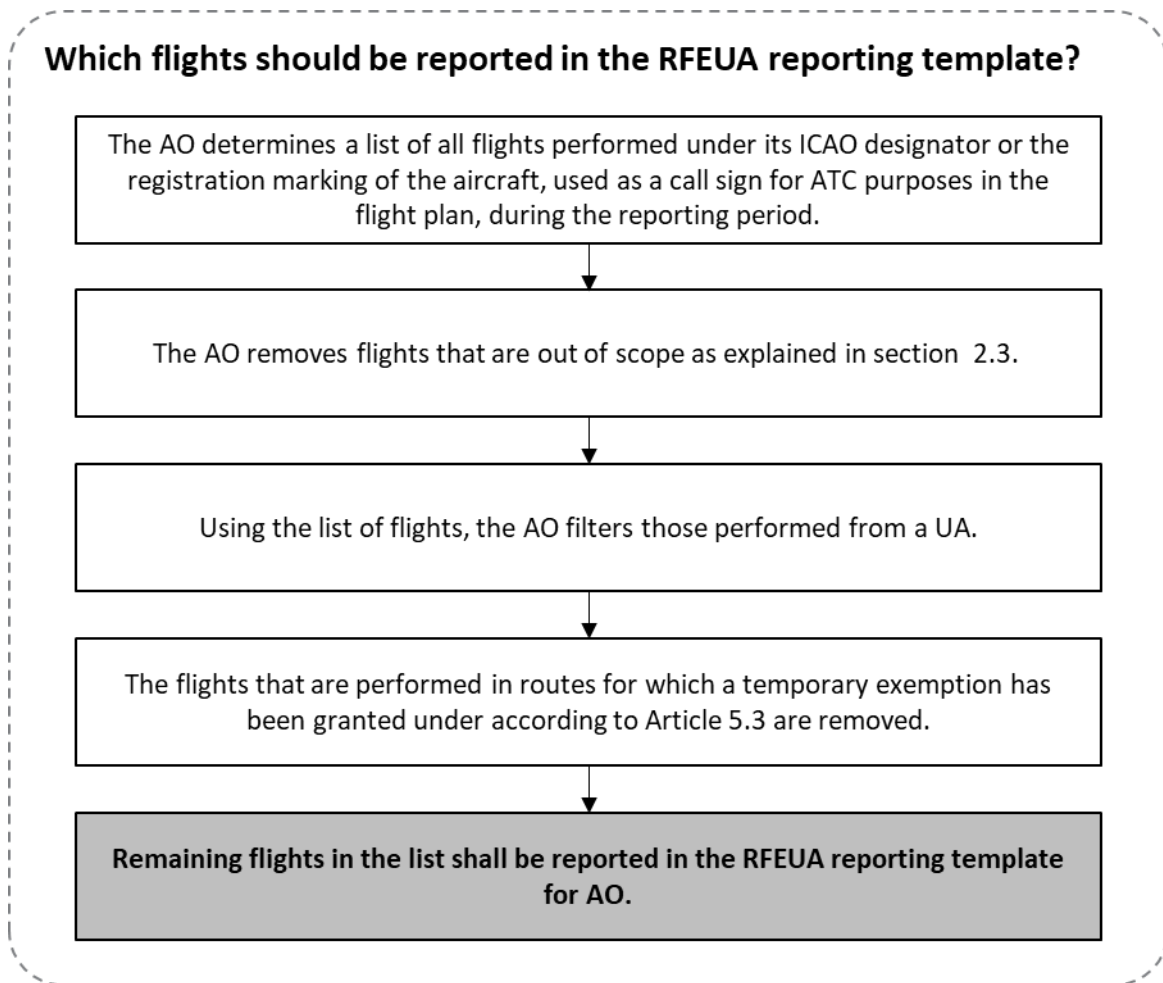 Which flights should be reported in the RFEUA reporting template?
The AO determines a list of all flights performed under its ICAO designator or the
registration marking of the aircraft, used as a call sign for ATC purposes in the
flight plan, during the reporting period.
The AO removes flights that are out of scope as explained in section 2.3.
Using the list of flights, the AO filters those performed from a UA.
The flights that are performed in routes for which a temporary exemption has
been granted under according to Article 5.3 are removed.
Remaining flights in the list shall be reported in the RFEUA reporting template
for AO.